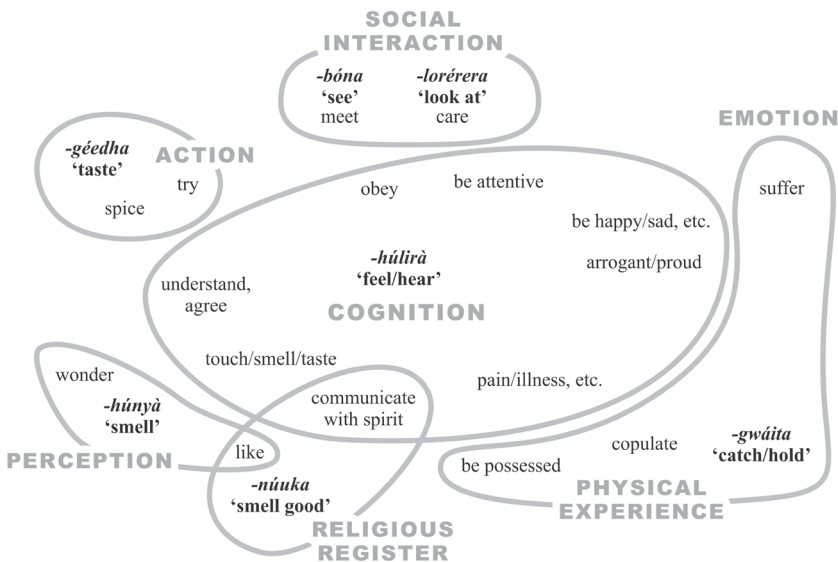 SOCIAL
INTERACTION
-bóna
‘see’
meet
-lorérera
‘look at’
care
EMOTION
suffer
-géedha
‘taste’
ACTION
try
spice
obey
be attentive
be happy/sad, etc.
arrogant/proud
-húlirà
‘feel/hear’
COGNITION
understand,
agree
touch/smell/taste
pain/illness, etc.
communicate
with spirit
wonder
-húnyà
‘smell’
PERCEPTION
like
-núuka
‘smell good’
RELIGIOUS
REGISTER
be possessed
copulate
-gwáita
‘catch/hold’
PHYSICAL
EXPERIENCE